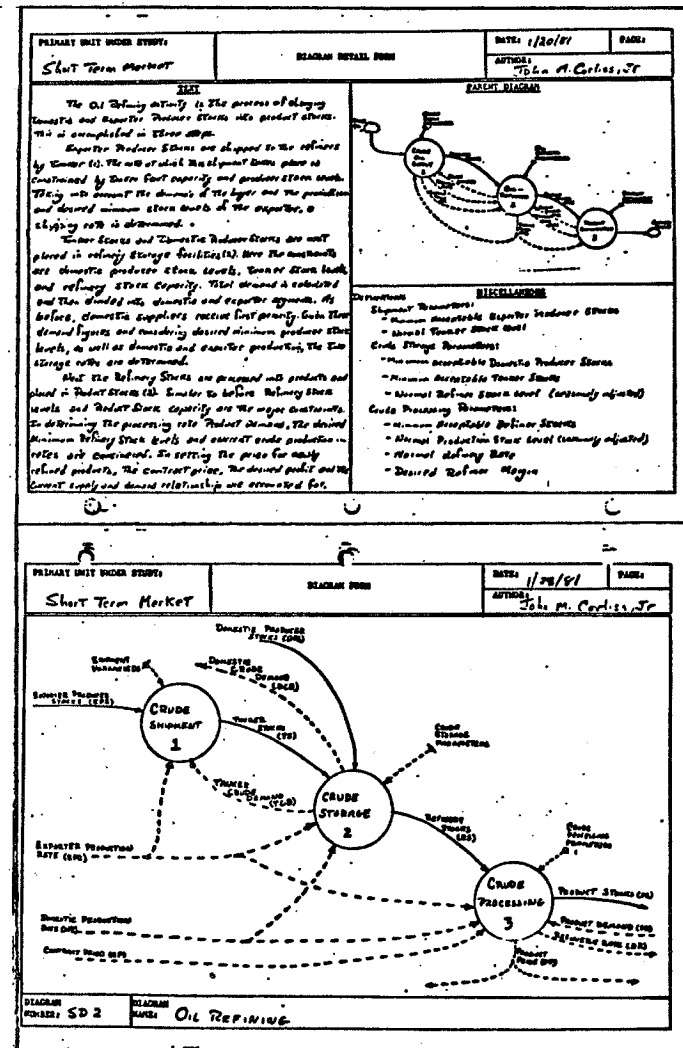 PRIMARY UNIT UNDER STUDY:
Short Term Market
DIAGRAM DETAIL FORM
DATE: 1/20/81
PAGE:
AUTHOR:
John M. Corliss, Jr
TEXT
The Oil Refining activity is the process of changing
Domestic and Exporter Producer Stocks into product stocks.
This is accomplished in three steps.
Exporter Producer Stocks are shipped to the refiners
by Tanker (1). The rate at which this shipment takes place is
constrained by tanker fleet capacity and producer stock levels.
Taking into account the demands of the buyer and the production
and desired minimum stock levels of the exporter, a
shipping rate is determined.
Tanker Stocks and Domestic Producer Stocks are next
placed in refinery storage facilities (2). Here the constraints
are domestic producer stock levels, tanker stock levels,
and refinery stock capacity. Total demand is calculated
and then divided into domestic and exporter segments. As
before, domestic suppliers receive first priority. Given these
demand figures and considering desired minimum producer stock
levels, as well as domestic and exporter production, the two
storage rates are determined.
Next the Refinery Stocks are processed into products and
placed in Product Stocks (3). Similar to before Refinery Stock
levels and Product Stock capacity are the major constraints.
In determining the processing rate Product Demand, the desired
Minimum Refinery Stock levels and current crude production
rates are considered. In setting the price for newly
refined products, the contract price, the desired profit and the
current supply and demand relationship are accounted for.
PARENT DIAGRAM
MISCELLANEOUS
Definitions
Shipment Parameters:
- Minimum Acceptable Exporter Producer Stocks
- Normal Tanker Stock Level
Crude Storage Parameters:
- Minimum Acceptable Domestic Producer Stocks
- Minimum Acceptable Tanker Stocks
- Normal Refiner Stock Level (seasonally adjusted)
Crude Processing Parameters:
- Minimum Acceptable Refiner Stocks
- Normal Production Stock Level (seasonally adjusted)
- Normal Refinery Rate
- Desired Refiner Margin
PRIMARY UNIT UNDER STUDY:
Short Term Market
DIAGRAM FORM
DATE: 1/28/81
PAGE:
AUTHOR:
John M. Corliss, Jr
DOMESTIC PRODUCER
STOCKS (DPS)
SHIPMENT
PARAMETERS
DOMESTIC
CRUDE
DEMAND
(DCD)
EXPORTER PRODUCER
STOCKS (EPS)
CRUDE
SHIPMENT
1
TANKER
STOCKS
(TS)
CRUDE
STORAGE
PARAMETERS
TANKER
CRUDE
DEMAND
(TCD)
CRUDE
STORAGE
2
REFINERY
STOCKS
(RS)
EXPORTER PRODUCTION
RATE (EPR)
CRUDE
PROCESSING
PARAMETERS
CRUDE
PROCESSING
3
PRODUCT STOCKS
DOMESTIC PRODUCTION
RATE (DPR)
PRODUCT DEMAND (PD)
DELIVERY RATE (DR)
CONTRACT PRICE (CP)
PRODUCT
PRICE (PP)
DIAGRAM
NUMBER: SD 2
DIAGRAM
NAME: OIL REFINING